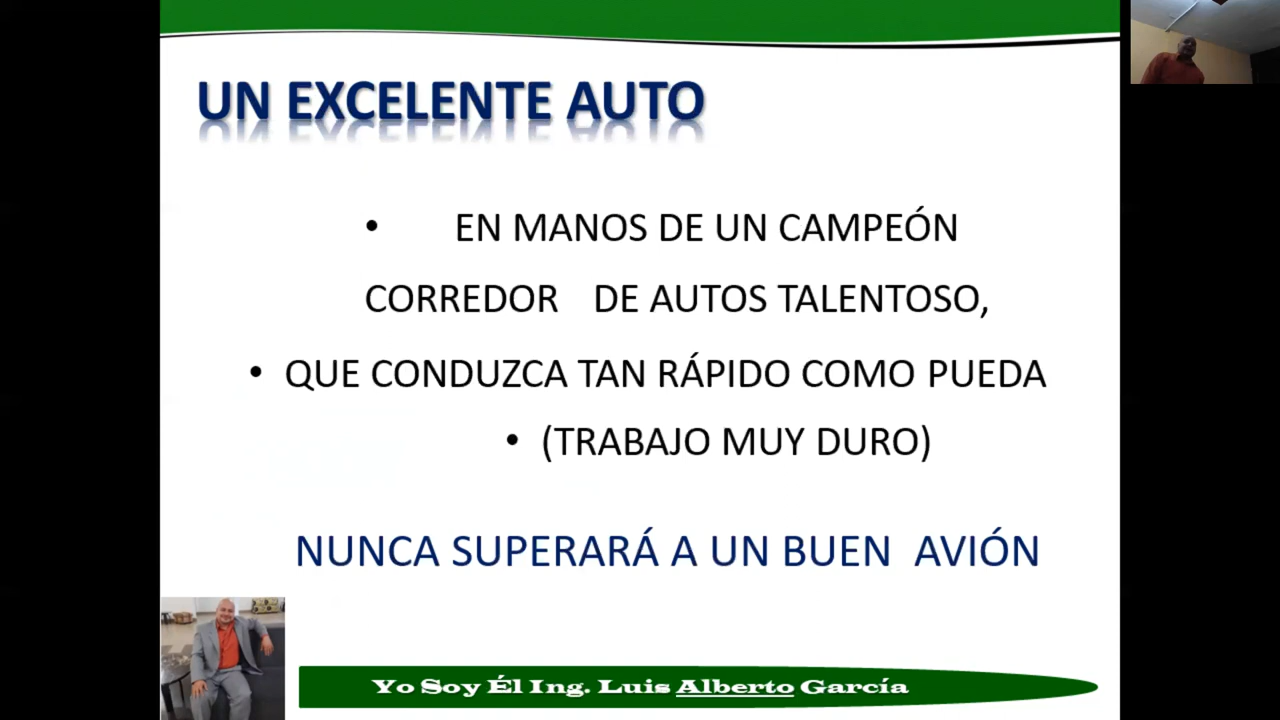 UN EXCELENTE AUTO
• EN MANOS DE UN CAMPEÓN
CORREDOR DE AUTOS TALENTOSO,
• QUE CONDUZCA TAN RÁPIDO COMO PUEDA
• (TRABAJO MUY DURO)
NUNCA SUPERARÁ A UN BUEN AVIÓN
Yo Soy Él Ing. Luis Alberto García